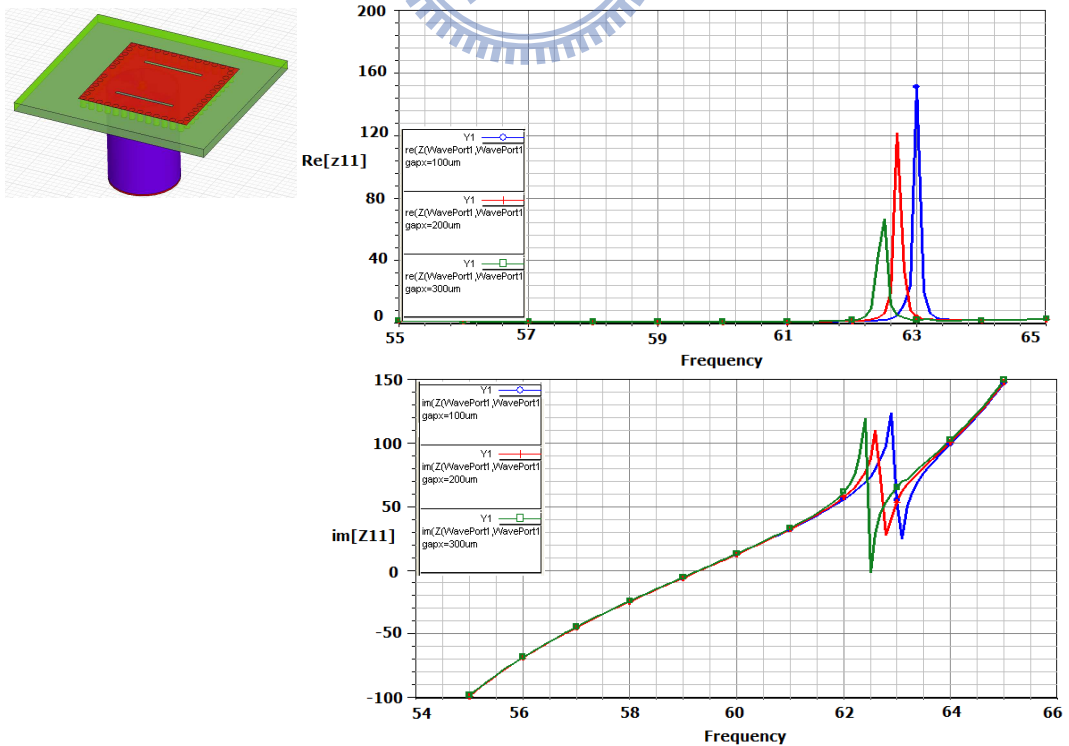 200
160
120
80
40
0
Re[z11]
Y1
re(Z(WavePort1,WavePort1
gapx=100um
Y1
re(Z(WavePort1,WavePort1
gapx=200um
Y1
re(Z(WavePort1,WavePort1
gapx=300um
55 57 59 61 63 65
Frequency
150
100
50
0
-50
-100
im[Z11]
Y1
im(Z(WavePort1,WavePort1
gapx=100um
Y1
im(Z(WavePort1,WavePort1
gapx=200um
Y1
im(Z(WavePort1,WavePort1
gapx=300um
54 56 58 60 62 64 66
Frequency